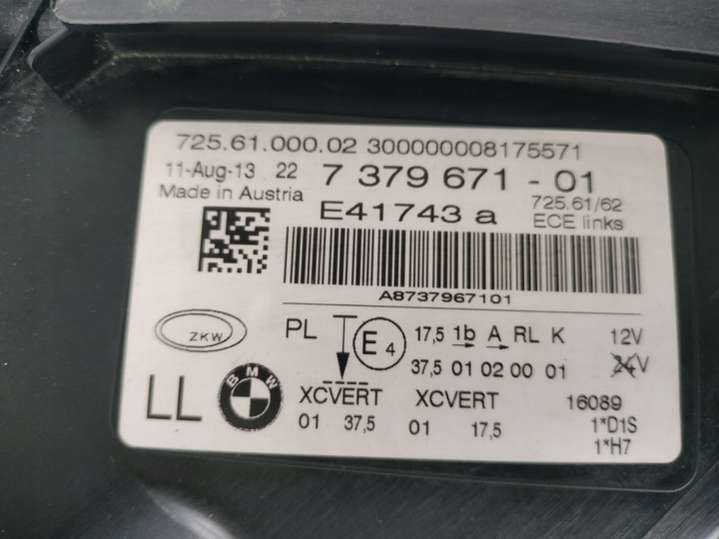 725.61.000.02 300000008175571
11-Aug-13 22 7 379 671 - 01
Made in Austria E41743 a 725.61/62
ECE links
A8737967101
ZKW
PL E4 17,5 1b A RL K 12V
37,5 01 02 00 01 24V
LL BMW XCVERT XCVERT 16089
01 37,5 01 17,5 1*D1S
1*H7